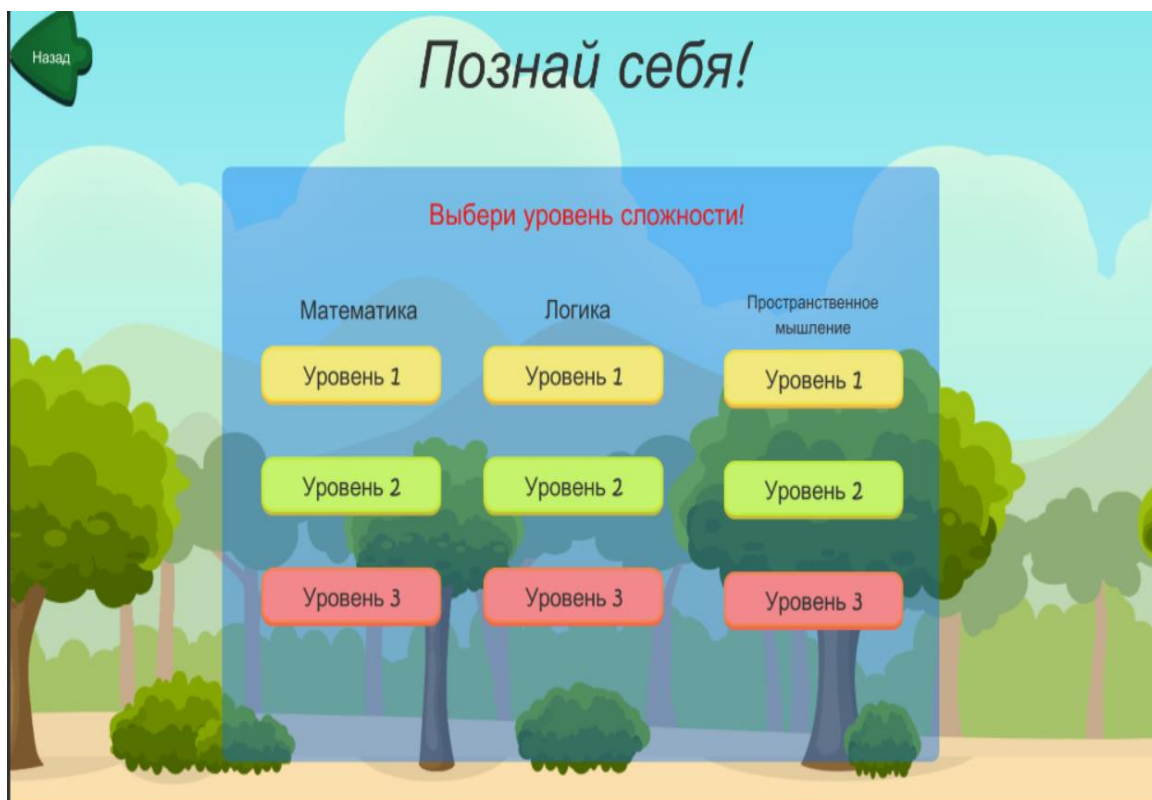 Назад
Познай себя!
Выбери уровень сложности!
Математика
Логика
Пространственное
мышление
Уровень 1
Уровень 1
Уровень 1
Уровень 2
Уровень 2
Уровень 2
Уровень 3
Уровень 3
Уровень 3